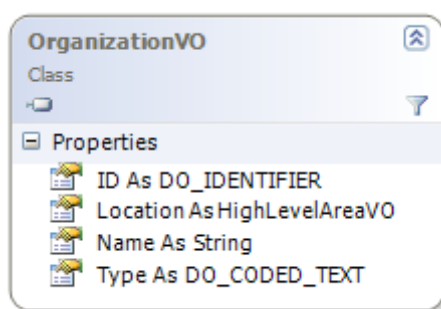 OrganizationVO
Class
Properties
ID As DO_IDENTIFIER
Location As HighLevelAreaVO
Name As String
Type As DO_CODED_TEXT